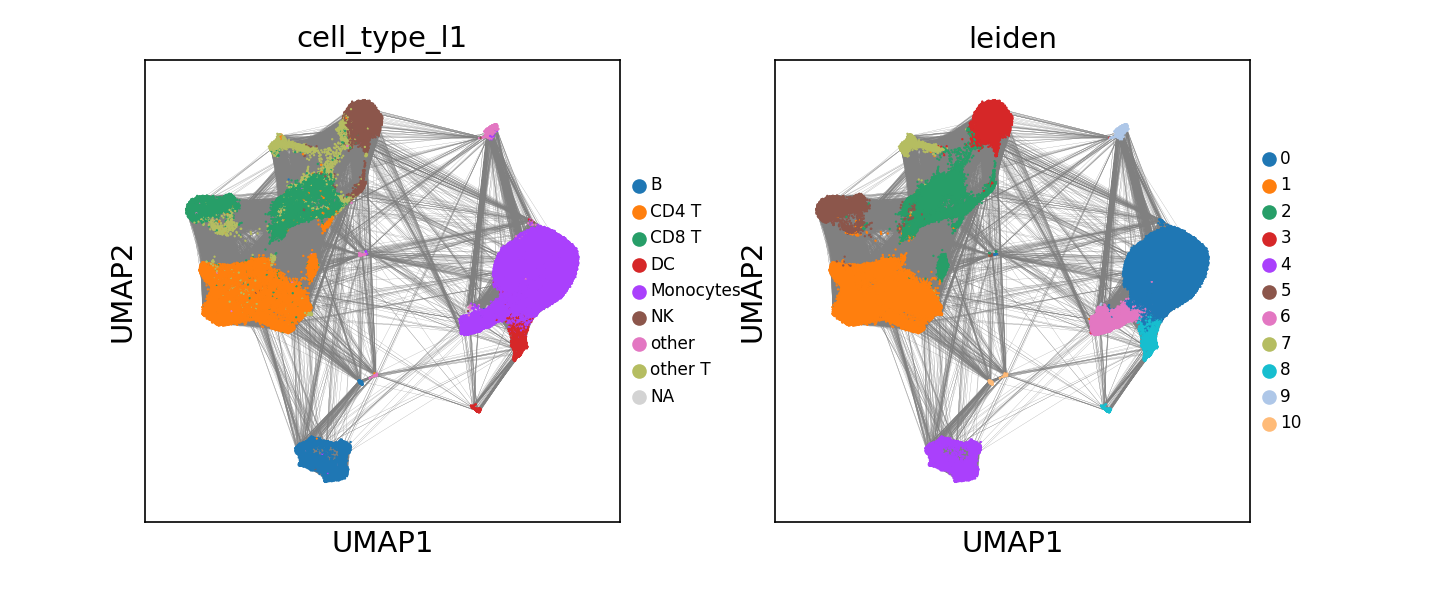 cell_type_l1
UMAP2
UMAP1
B
CD4 T
CD8 T
DC
Monocytes
NK
other
other T
NA
leiden
UMAP2
UMAP1
0
1
2
3
4
5
6
7
8
9
10